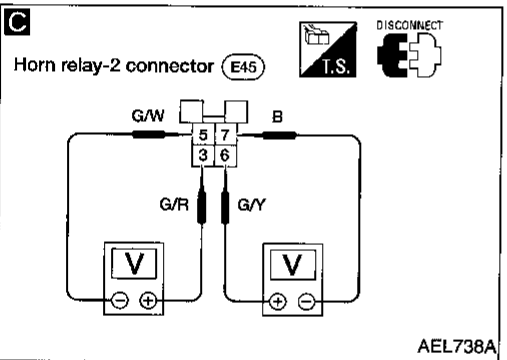 C
DISCONNECT
T.S.
Horn relay-2 connector E45
G/W 5 7 B
3 6
G/R G/Y
V V
− + + −
AEL738A